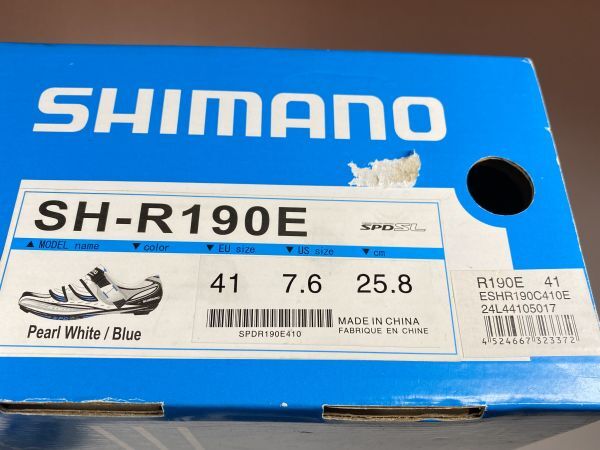 SHIMANO
SH-R190E
SPD-SL
▲ MODEL name ▼ color ▼ EU size ▼ US size ▼ cm
41 7.6 25.8
Pearl White / Blue
SPDR190E410
MADE IN CHINA
FABRIQUE EN CHINE
R190E 41
ESHR190C410E
24L44105017
4 524667 323372